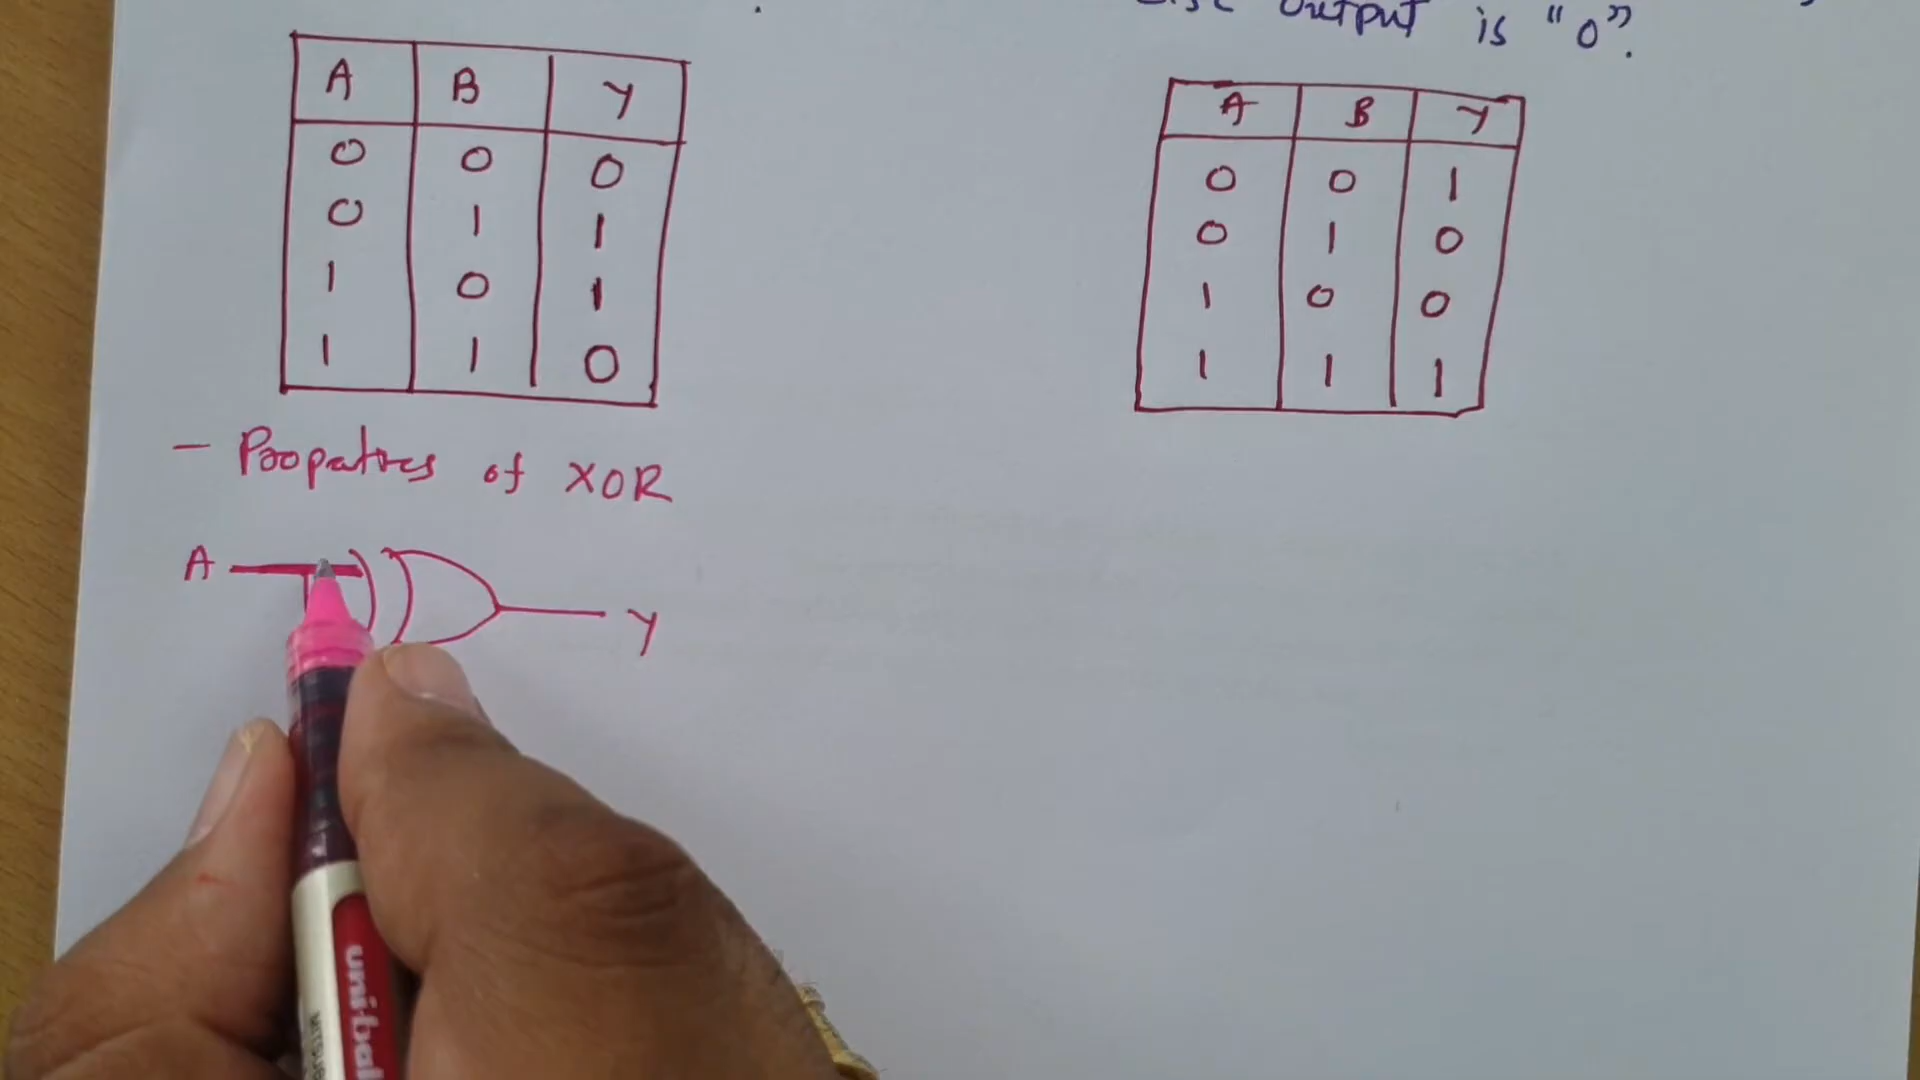 output is "0".
A B Y
0 0 0
0 1 1
1 0 1
1 1 0
A B Y
0 0 1
0 1 0
1 0 0
1 1 1
- Propatres of XOR
A
Y
uni-bal